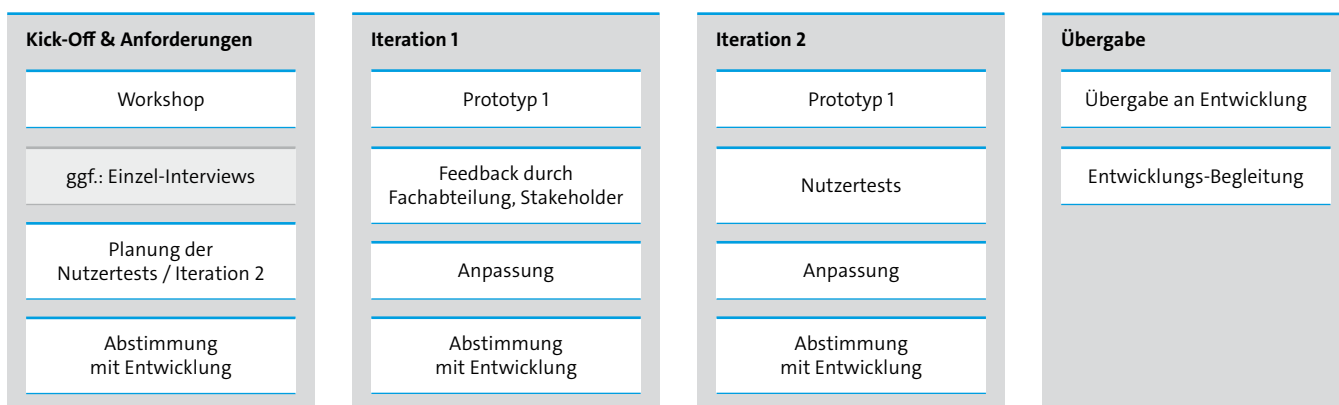 Kick-Off & Anforderungen
Workshop
ggf.: Einzel-Interviews
Planung der
Nutzertests / Iteration 2
Abstimmung
mit Entwicklung
Iteration 1
Prototyp 1
Feedback durch
Fachabteilung, Stakeholder
Anpassung
Abstimmung
mit Entwicklung
Iteration 2
Prototyp 1
Nutzertests
Anpassung
Abstimmung
mit Entwicklung
Übergabe
Übergabe an Entwicklung
Entwicklungs-Begleitung